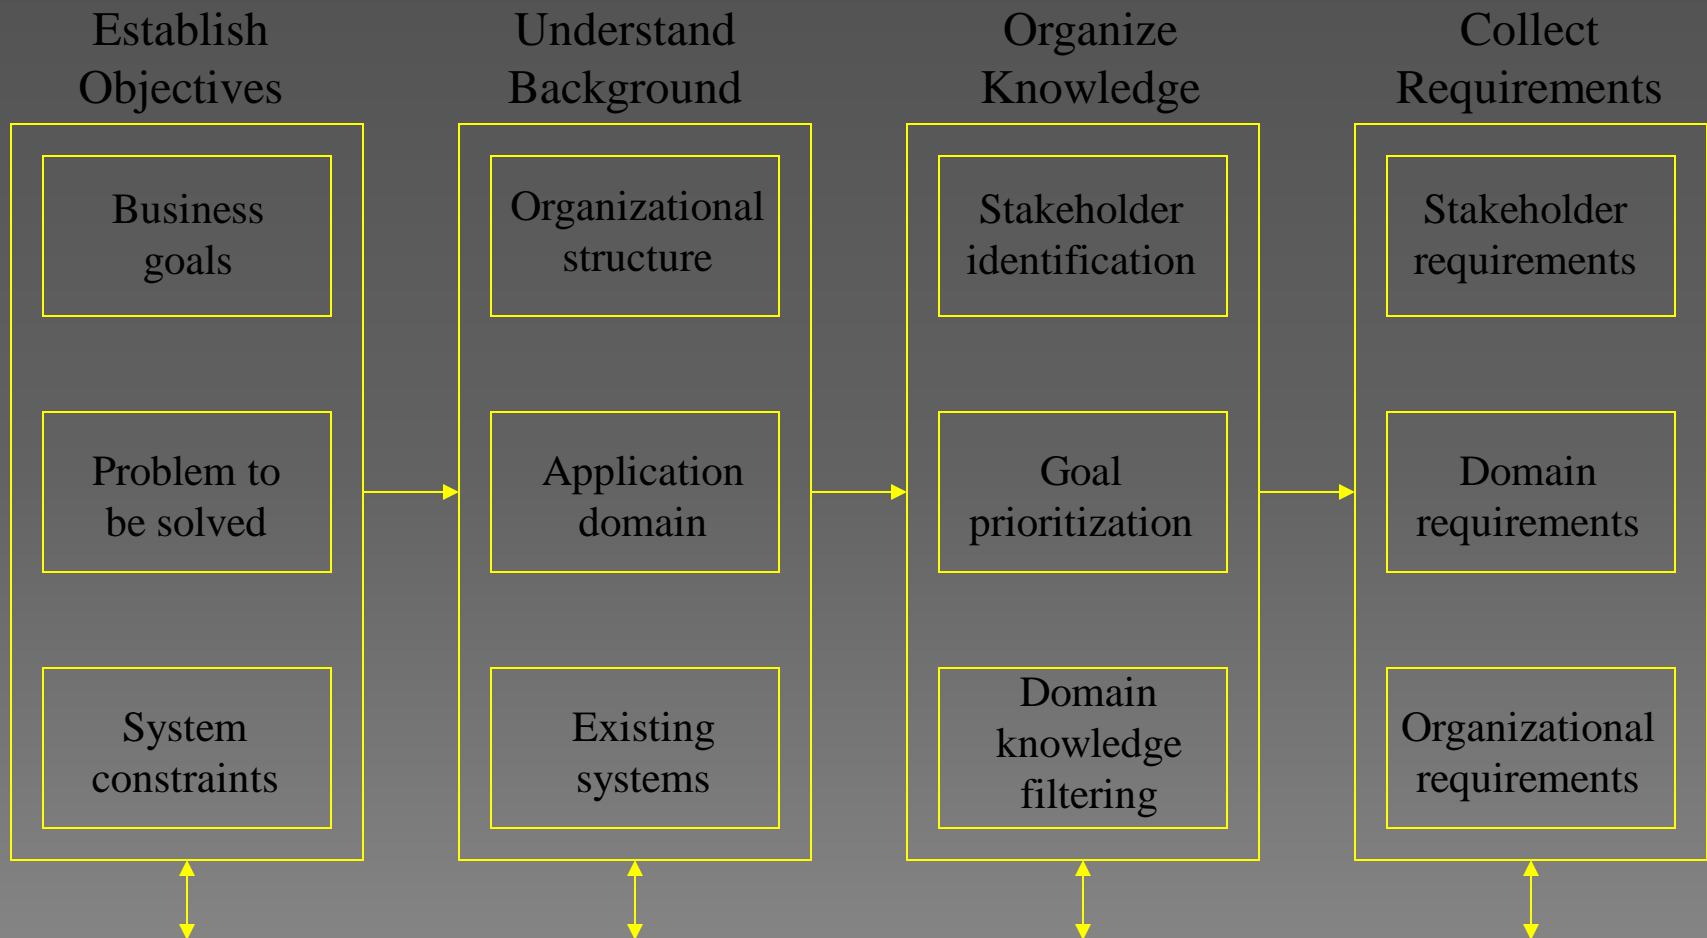 Establish
Objectives
Business
goals
Problem to
be solved
System
constraints
Understand
Background
Organizational
structure
Application
domain
Existing
systems
Organize
Knowledge
Stakeholder
identification
Goal
prioritization
Domain
knowledge
filtering
Collect
Requirements
Stakeholder
requirements
Domain
requirements
Organizational
requirements